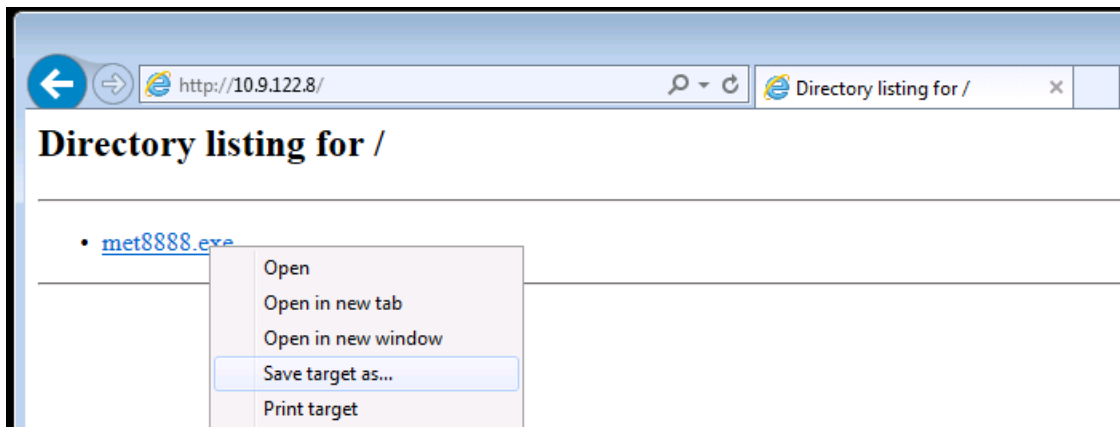 http://10.9.122.8/
Directory listing for /
Directory listing for /
• met8888.exe
Open
Open in new tab
Open in new window
Save target as...
Print target